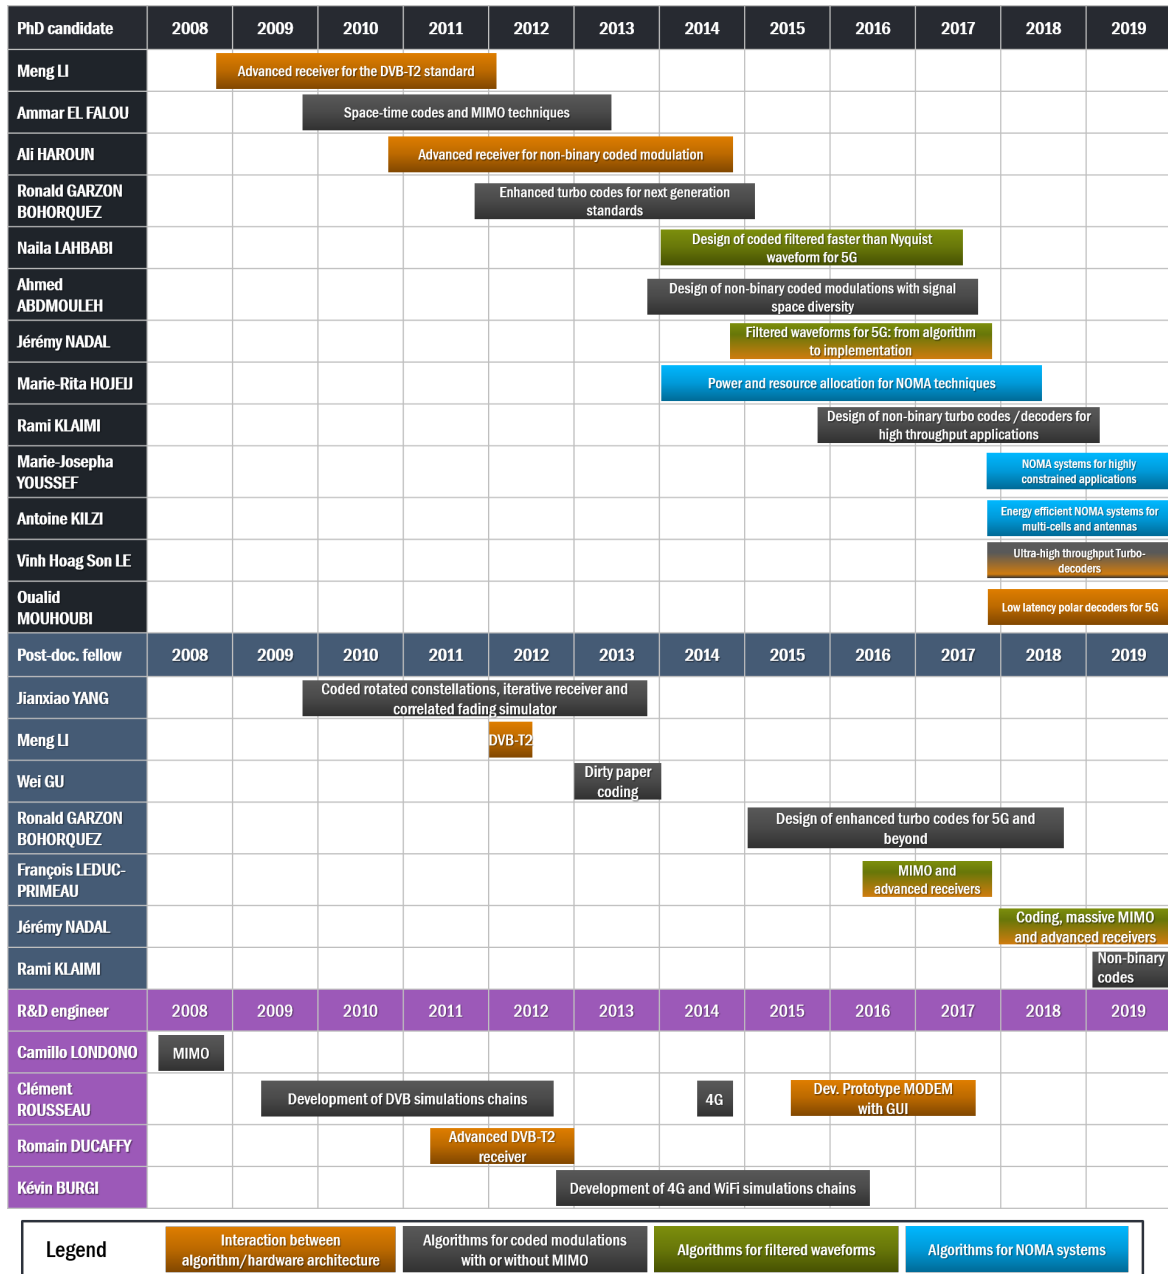 PhD candidate 2008 2009 2010 2011 2012 2013 2014 2015 2016 2017 2018 2019
Meng LI
Advanced receiver for the DVB-T2 standard
Ammar EL FALOU
Space-time codes and MIMO techniques
Ali HAROUN
Advanced receiver for non-binary coded modulation
Ronald GARZON
BOHORQUEZ
Enhanced turbo codes for next generation
standards
Naila LAHBABI
Design of coded filtered faster than Nyquist
waveform for 5G
Ahmed
ABDMOULEH
Design of non-binary coded modulations with signal
space diversity
Jérémy NADAL
Filtered waveforms for 5G: from algorithm
to implementation
Marie-Rita HOJEIJ
Power and resource allocation for NOMA techniques
Rami KLAIMI
Design of non-binary turbo codes /decoders for
high throughput applications
Marie-Josepha
YOUSSEF
NOMA systems for highly
constrained applications
Antoine KILZI
Energy efficient NOMA systems for
multi-cells and antennas
Vinh Hoag Son LE
Ultra-high throughput Turbo-
decoders
Oualid
MOUHOUBI
Low latency polar decoders for 5G
Post-doc. fellow 2008 2009 2010 2011 2012 2013 2014 2015 2016 2017 2018 2019
Jianxiao YANG
Coded rotated constellations, iterative receiver and
correlated fading simulator
Meng LI
DVB-T2
Wei GU
Dirty paper
coding
Ronald GARZON
BOHORQUEZ
Design of enhanced turbo codes for 5G and
beyond
François LEDUC-
PRIMEAU
MIMO and
advanced receivers
Jérémy NADAL
Coding, massive MIMO
and advanced receivers
Rami KLAIMI
Non-binary
codes
R&D engineer 2008 2009 2010 2011 2012 2013 2014 2015 2016 2017 2018 2019
Camillo LONDONO
MIMO
Clément
ROUSSEAU
Development of DVB simulations chains
4G
Dev. Prototype MODEM
with GUI
Romain DUCAFFY
Advanced DVB-T2
receiver
Kévin BURGI
Development of 4G and WiFi simulations chains
Legend
Interaction between
algorithm/hardware architecture
Algorithms for coded modulations
with or without MIMO
Algorithms for filtered waveforms
Algorithms for NOMA systems